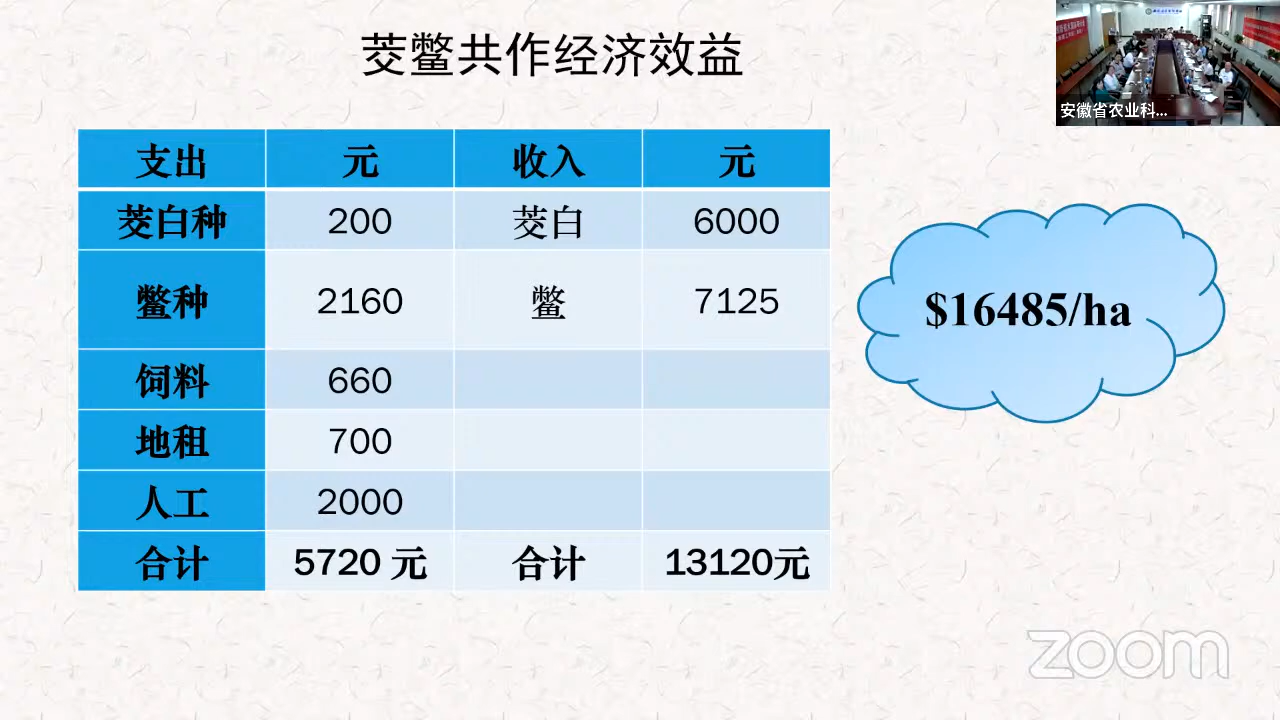 茭鳖共作经济效益
安徽省农业科...
支出 元 收入 元
茭白种 200 茭白 6000
鳖种 2160 鳖 7125
饲料 660
地租 700
人工 2000
合计 5720 元 合计 13120元
$16485/ha
zoom